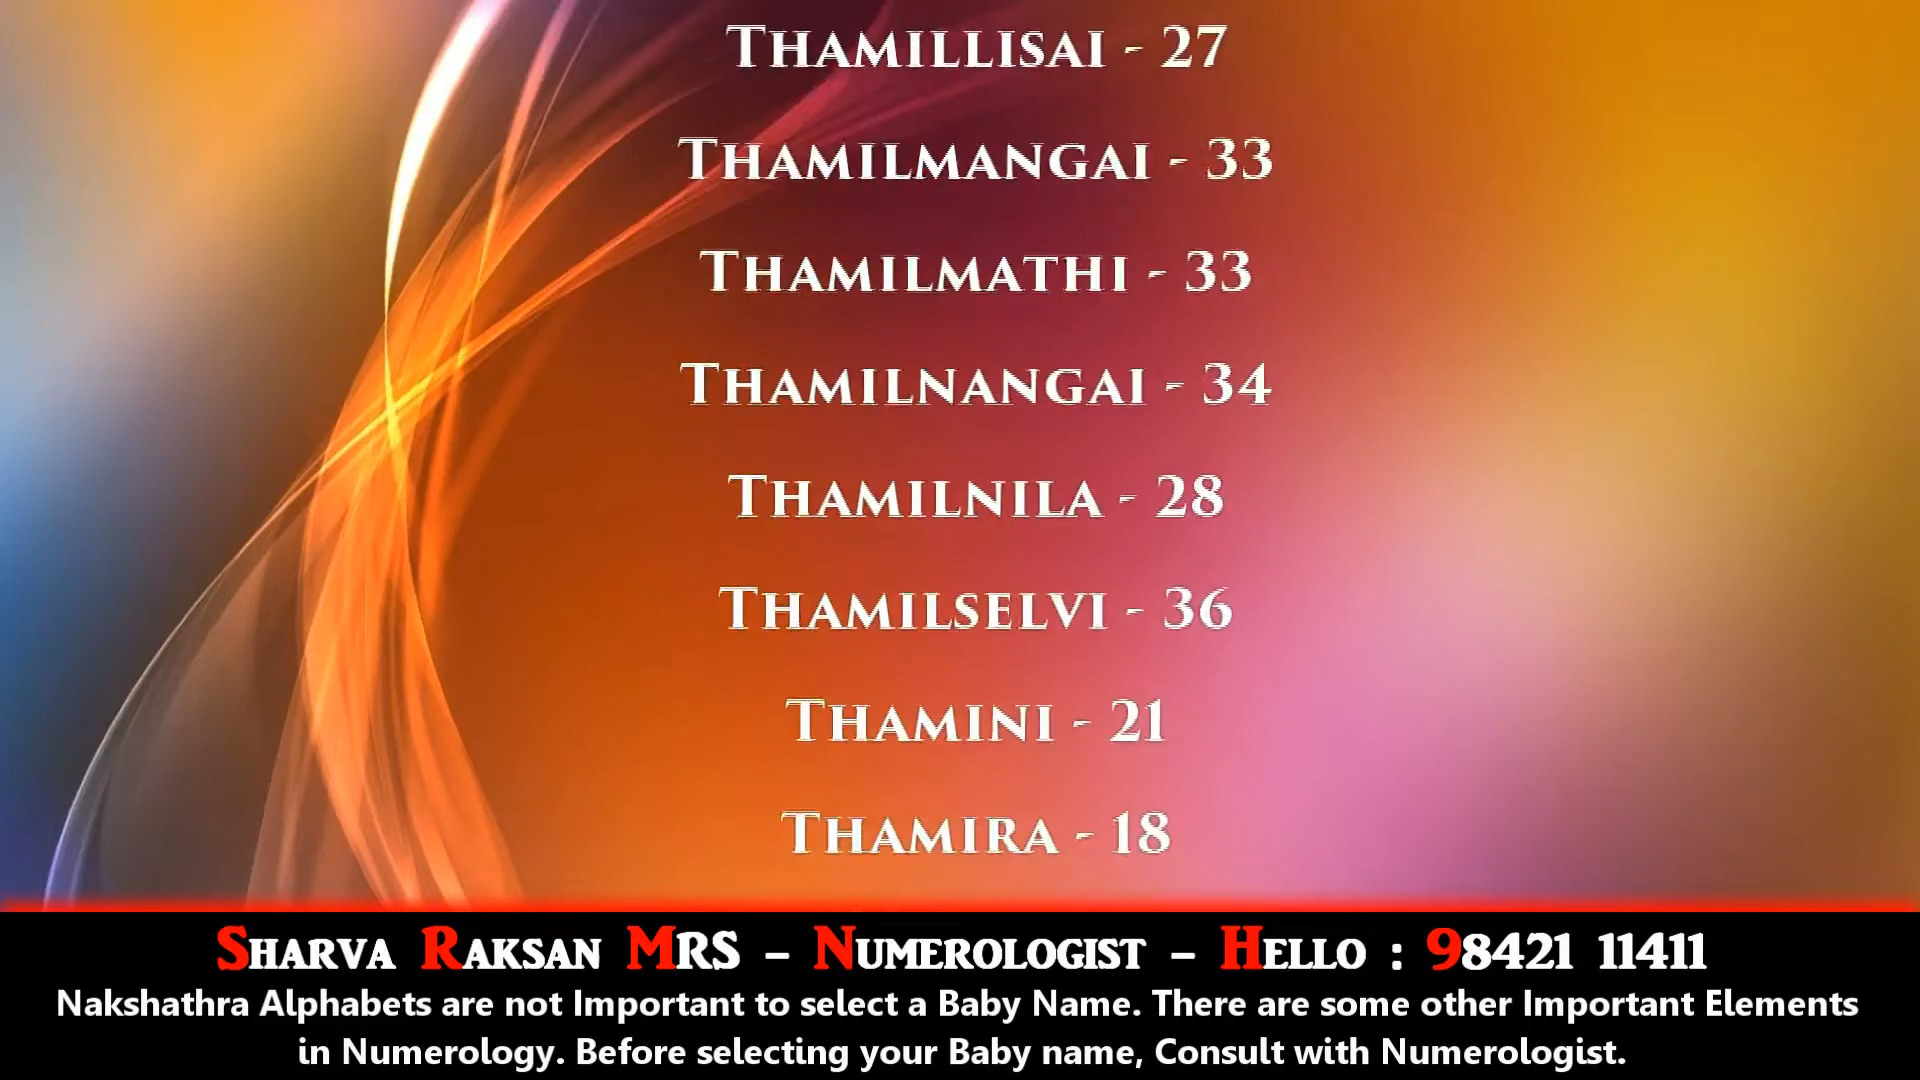 Thamillisai - 27
Thamilmangai - 33
Thamilmathi - 33
Thamilnangai - 34
Thamilnila - 28
Thamilselvi - 36
Thamini - 21
Thamira - 18
Sharva Raksan MRS - Numerologist - Hello : 98421 11411
Nakshathra Alphabets are not Important to select a Baby Name. There are some other Important Elements
in Numerology. Before selecting your Baby name, Consult with Numerologist.